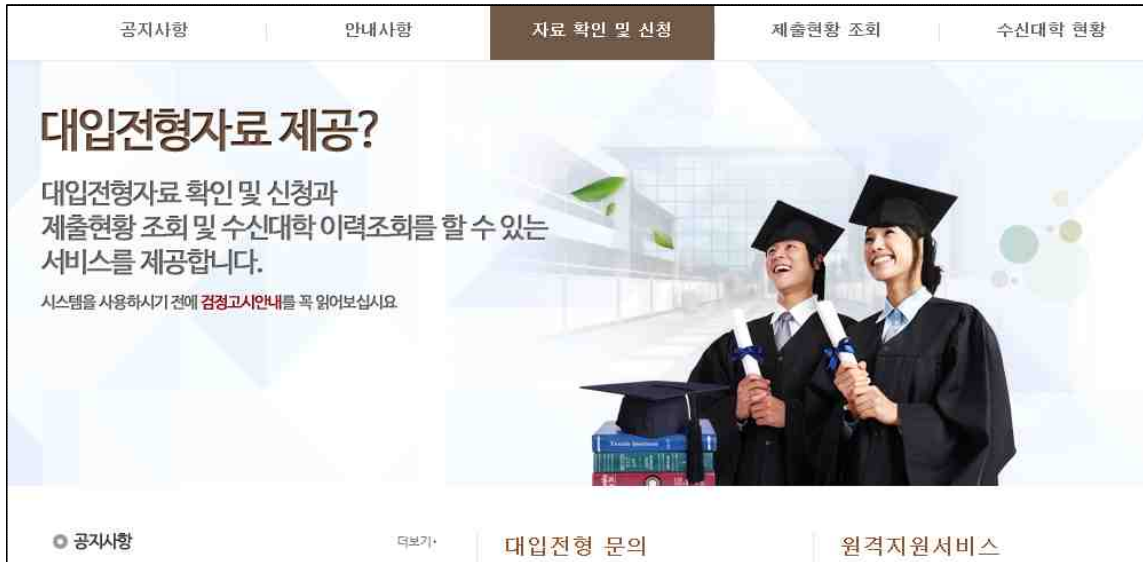 공지사항
안내사항
자료 확인 및 신청
제출현황 조회
수신대학 현황
대입전형자료 제공?
대입전형자료 확인 및 신청과
제출현황 조회 및 수신대학 이력조회를 할 수 있는
서비스를 제공합니다.
시스템을 사용하시기 전에 검정고시안내를 꼭 읽어보십시요
공지사항
더보기
대입전형 문의
원격지원서비스